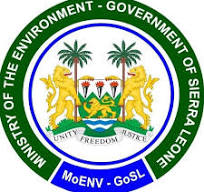 MINISTRY OF THE ENVIRONMENT - GOVERNMENT OF SIERRA LEONE
UNITY FREEDOM JUSTICE
MoENV - GoSL